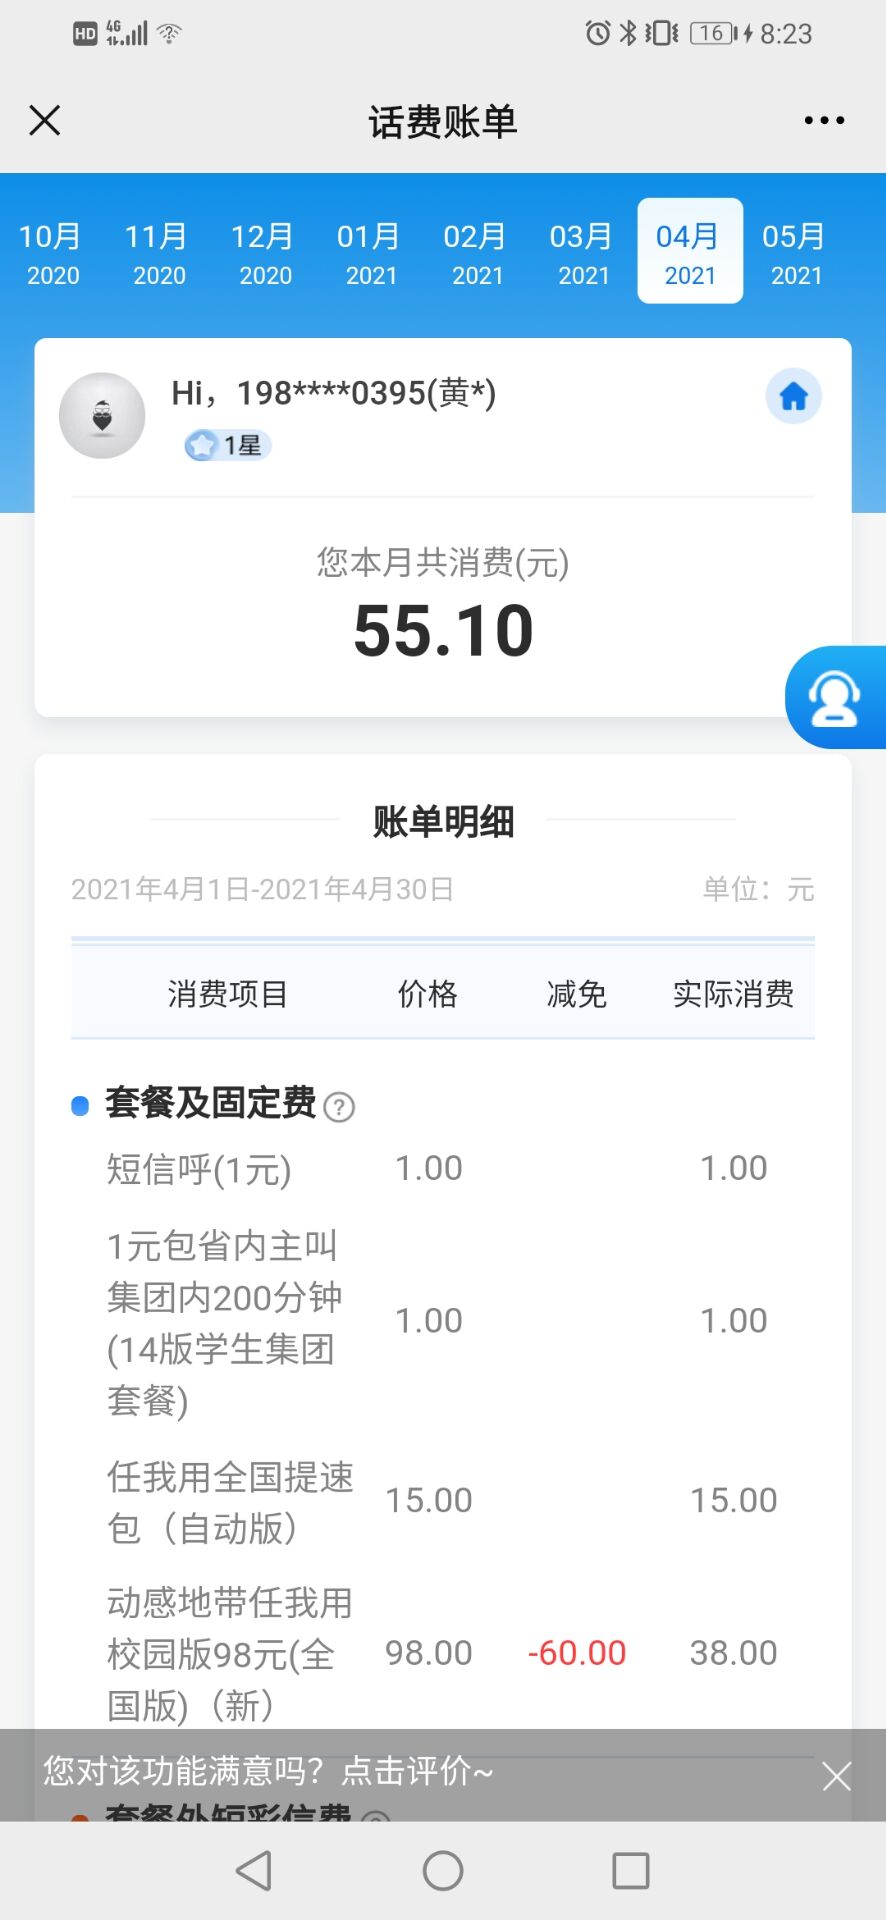 HD 4G 16 8:23
话费账单
10月 11月 12月 01月 02月 03月 04月 05月
2020 2020 2020 2021 2021 2021 2021 2021
Hi，198****0395(黄*)
1星
您本月共消费(元)
55.10
账单明细
2021年4月1日-2021年4月30日 单位：元
消费项目 价格 减免 实际消费
套餐及固定费 ?
短信呼(1元) 1.00 1.00
1元包省内主叫
集团内200分钟
(14版学生集团
套餐)
1.00 1.00
任我用全国提速
包（自动版）
15.00 15.00
动感地带任我用
校园版98元(全
国版)（新）
98.00 -60.00 38.00
您对该功能满意吗？点击评价~
套餐外短彩信费